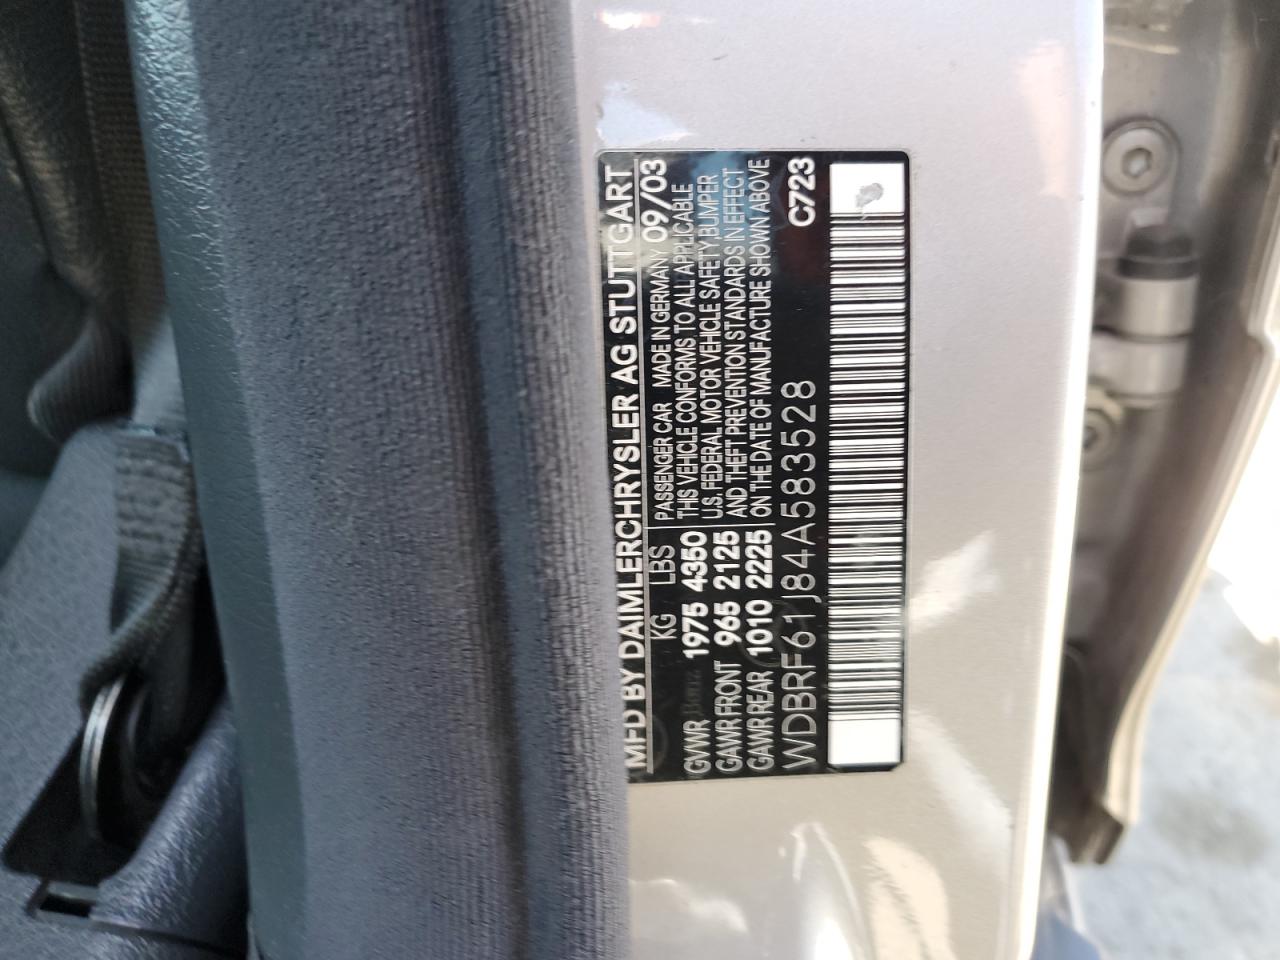 MFD BY DAIMLERCHRYSLER AG STUTTGART
KG LBS PASSENGER CAR MADE IN GERMANY 09/03
GVWR 1975 4350 THIS VEHICLE CONFORMS TO ALL APPLICABLE
GAWR FRONT 965 2125 U.S. FEDERAL MOTOR VEHICLE SAFETY,BUMPER
AND THEFT PREVENTION STANDARDS IN EFFECT
GAWR REAR 1010 2225 ON THE DATE OF MANUFACTURE SHOWN ABOVE
WDBRF61J84A583528 C723